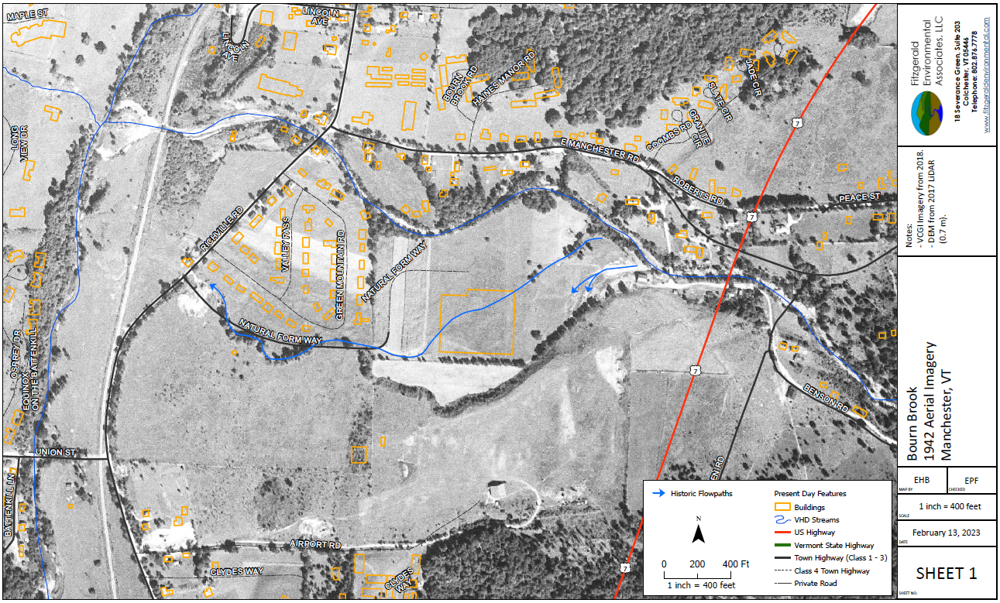 MAPLE ST
LINCOLN
AVE
LINCOLN
AVE
BOURN
BROOK RD
HAINES MANOR RD
JADE CIR
SLATE CIR
GRANITE
CIR
COOMBS RD
7
LONG
VIEW DR
E MANCHESTER RD
ROBERTS RD
PEACE ST
7
RICHVILLE RD
VALLEY PASS
GREEN MOUNTAIN RD
NATURAL FORM WAY
NATURAL FORM WAY
OSPREY DR
EQUINOX
ON THE BATTENKILL
7
BENSON RD
UNION ST
BATTENKILL LN
EN RD
AIRPORT RD
CLYDES WAY
CLYDES
WAY
7
Historic Flowpaths
N
0 200 400 Ft
1 inch = 400 feet
Present Day Features
Buildings
VHD Streams
US Highway
Vermont State Highway
Town Highway (Class 1 - 3)
Class 4 Town Highway
Private Road
Fitzgerald
Environmental
Associates, LLC
18 Severance Green, Suite 203
Colchester, VT 05446
Telephone: 802.876.7778
www.fitzgeraldenvironmental.com
Notes:
- VCGI Imagery from 2018.
- DEM from 2017 LiDAR
(0.7 m).
Bourn Brook
1942 Aerial Imagery
Manchester, VT
EHB
MAP BY
EPF
CHECKED
1 inch = 400 feet
SCALE
February 13, 2023
DATE
SHEET 1
SHEET NO.